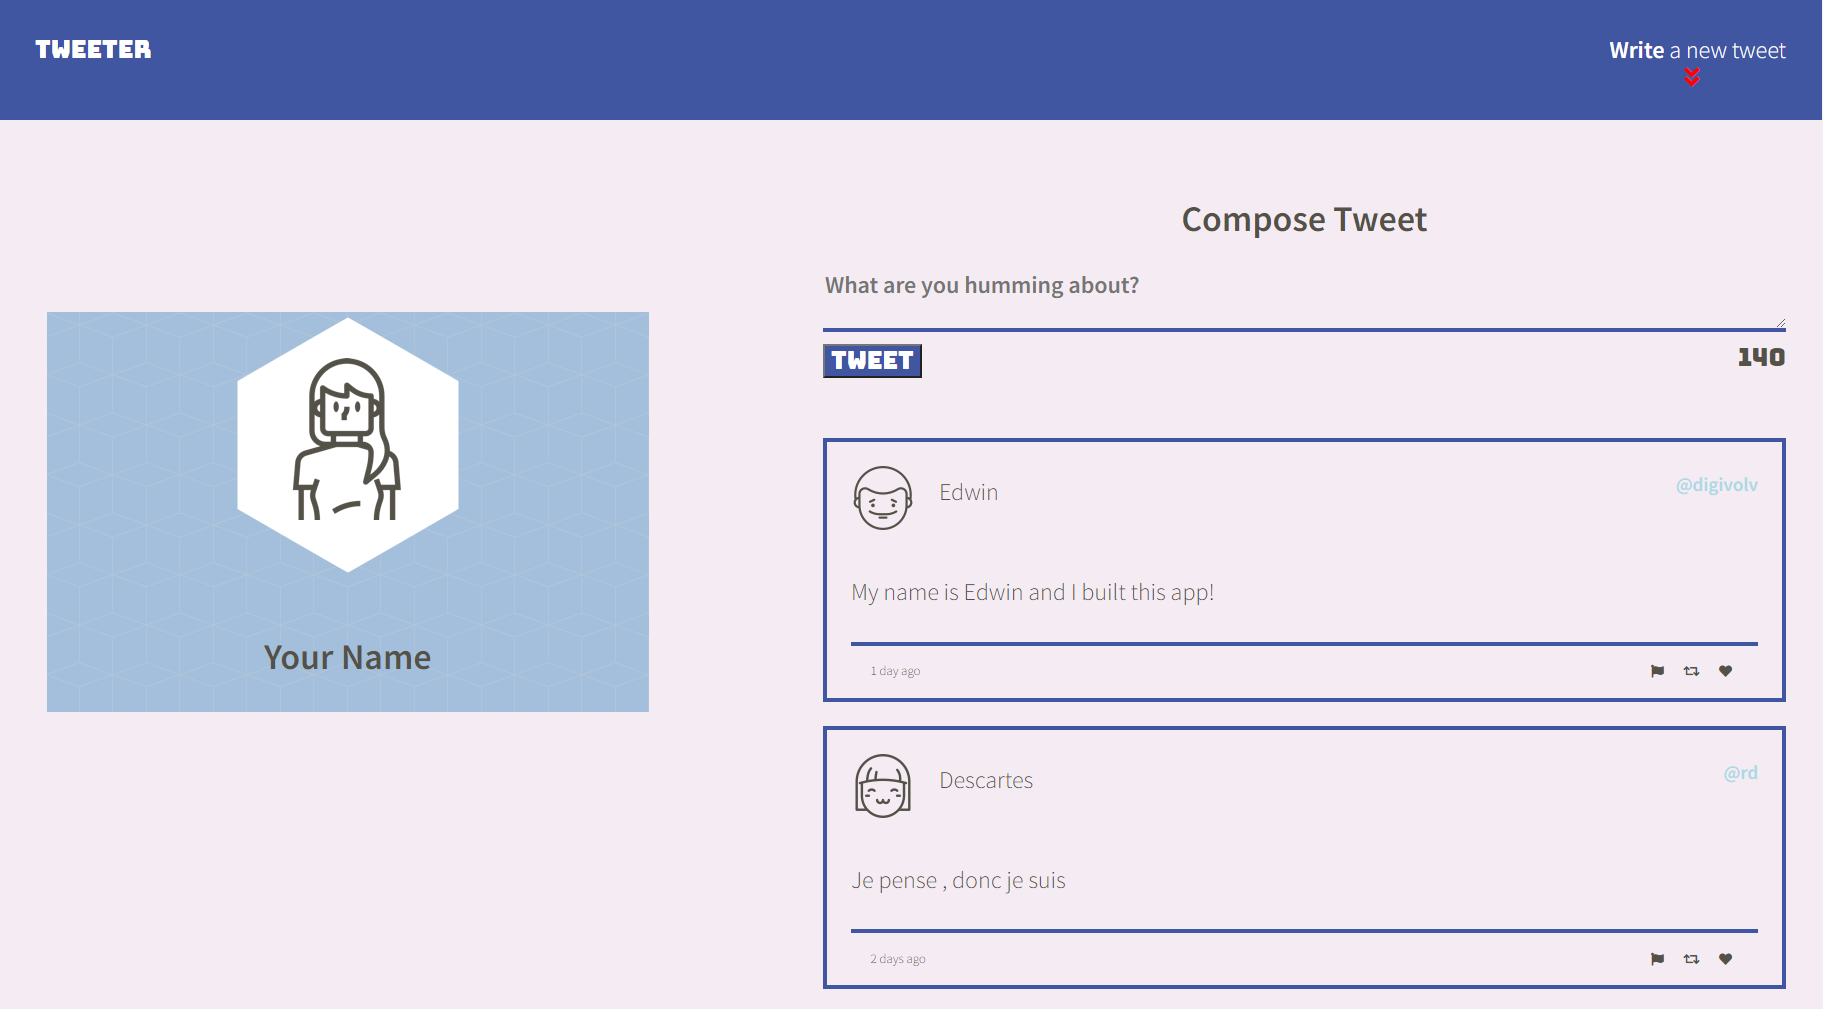 TWEETER
Write a new tweet
Your Name
Compose Tweet
What are you humming about?
TWEET
140
Edwin
@digivolv
My name is Edwin and I built this app!
1 day ago
Descartes
@rd
Je pense , donc je suis
2 days ago